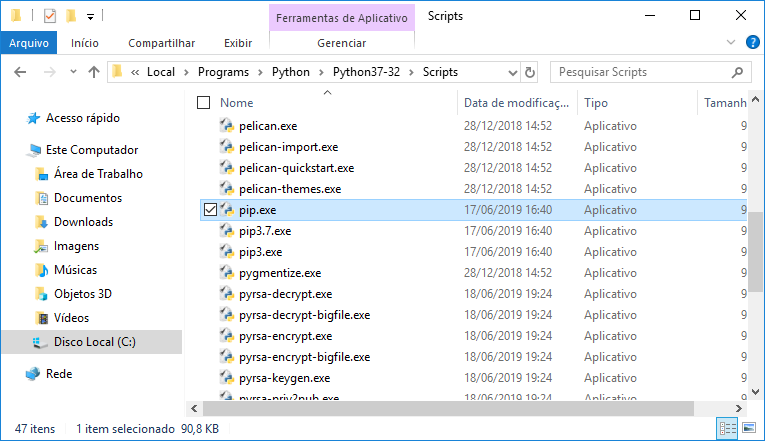 Ferramentas de Aplicativo Scripts
Arquivo Início Compartilhar Exibir Gerenciar
« Local Programs Python Python37-32 Scripts Pesquisar Scripts
Acesso rápido
Este Computador
Área de Trabalho
Documentos
Downloads
Imagens
Músicas
Objetos 3D
Vídeos
Disco Local (C:)
Rede
Nome Data de modificaç... Tipo Tamanh
pelican.exe 28/12/2018 14:52 Aplicativo 9
pelican-import.exe 28/12/2018 14:52 Aplicativo 9
pelican-quickstart.exe 28/12/2018 14:52 Aplicativo 9
pelican-themes.exe 28/12/2018 14:52 Aplicativo 9
pip.exe 17/06/2019 16:40 Aplicativo 9
pip3.7.exe 17/06/2019 16:40 Aplicativo 9
pip3.exe 17/06/2019 16:40 Aplicativo 9
pygmentize.exe 28/12/2018 14:52 Aplicativo 9
pyrsa-decrypt.exe 18/06/2019 19:24 Aplicativo 9
pyrsa-decrypt-bigfile.exe 18/06/2019 19:24 Aplicativo 9
pyrsa-encrypt.exe 18/06/2019 19:24 Aplicativo 9
pyrsa-encrypt-bigfile.exe 18/06/2019 19:24 Aplicativo 9
pyrsa-keygen.exe 18/06/2019 19:24 Aplicativo 9
pyrsa-priv2pub.exe 18/06/2019 19:24 Aplicativo 9
47 itens 1 item selecionado 90,8 KB